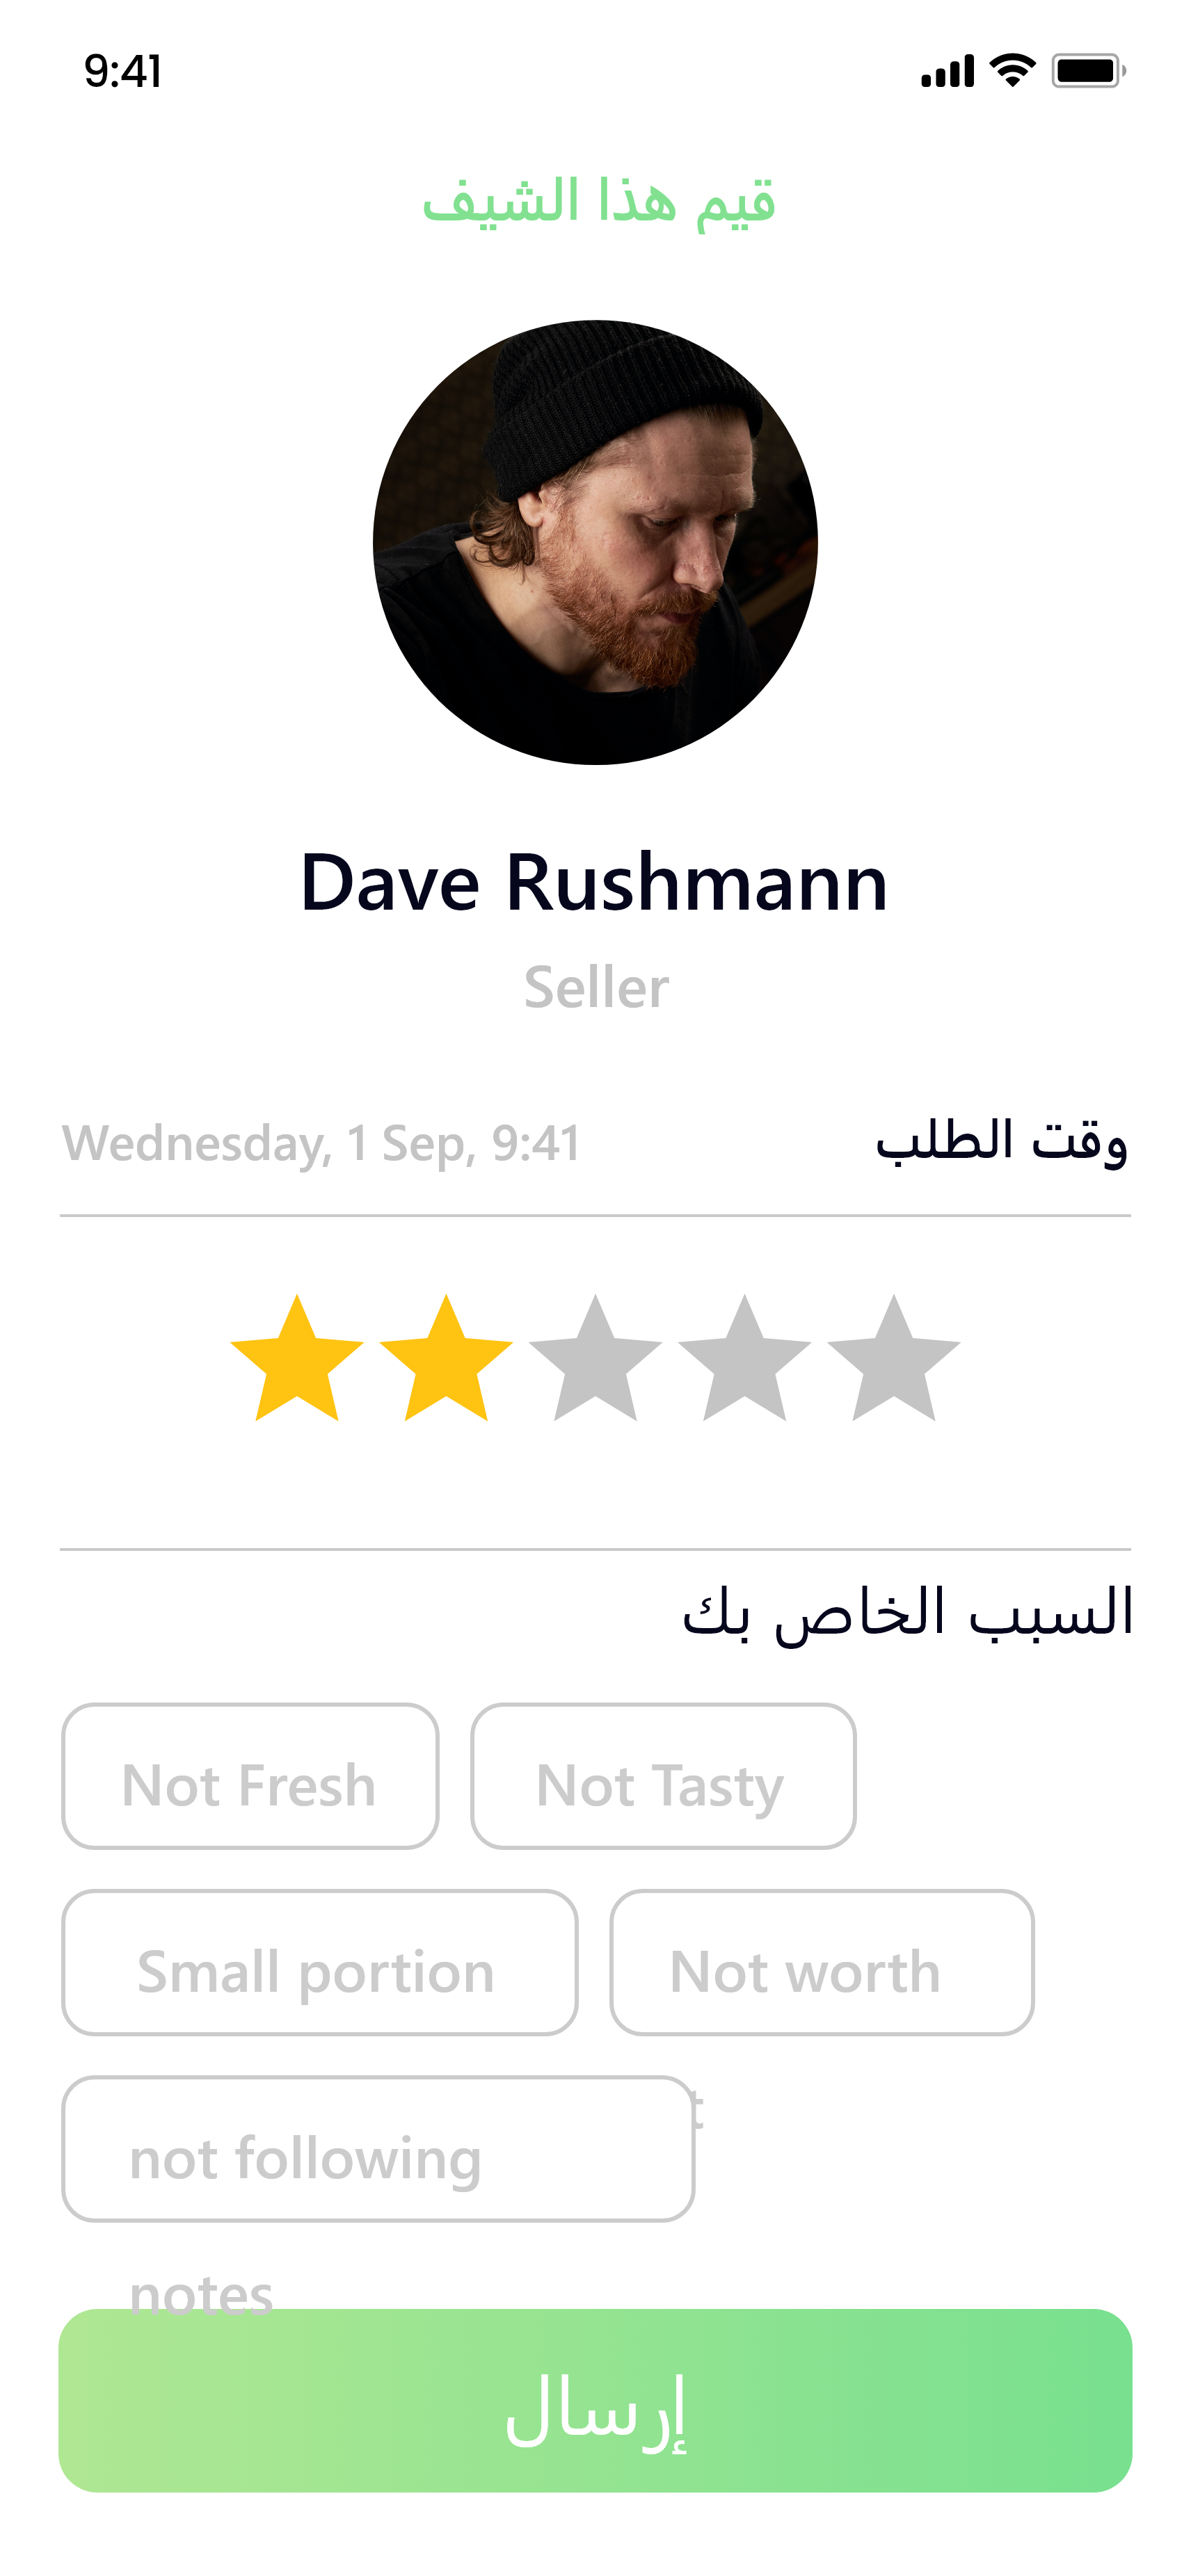 9:41
قيم هذا الشيف
Dave Rushmann
Seller
وقت الطلب
Wednesday, 1 Sep, 9:41
السبب الخاص بك
Not Fresh
Not Tasty
Small portion
Not worth
not following
notes
إرسال